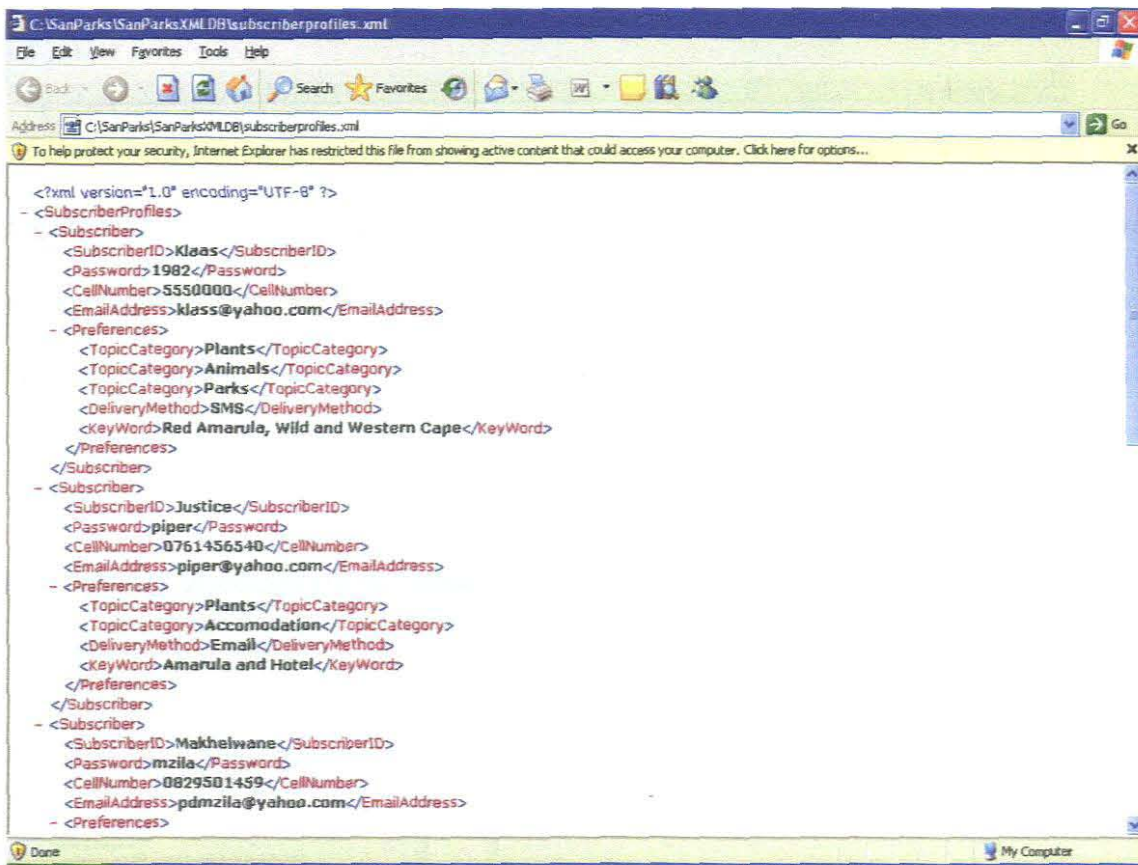 C:\SanParks\SanParksXMLDB\subscriberprofiles.xml
File Edit View Favorites Tools Help
Back Search Favorites
Address C:\SanParks\SanParksXMLDB\subscriberprofiles.xml Go
To help protect your security, Internet Explorer has restricted this file from showing active content that could access your computer. Click here for options...
<?xml version="1.0" encoding="UTF-8" ?>
- <SubscriberProfiles>
- <Subscriber>
<SubscriberID>Klaas</SubscriberID>
<Password>1982</Password>
<CellNumber>5550000</CellNumber>
<EmailAddress>klass@yahoo.com</EmailAddress>
- <Preferences>
<TopicCategory>Plants</TopicCategory>
<TopicCategory>Animals</TopicCategory>
<TopicCategory>Parks</TopicCategory>
<DeliveryMethod>SMS</DeliveryMethod>
<KeyWord>Red Amarula, Wild and Western Cape</KeyWord>
</Preferences>
</Subscriber>
- <Subscriber>
<SubscriberID>Justice</SubscriberID>
<Password>piper</Password>
<CellNumber>0761456540</CellNumber>
<EmailAddress>piper@yahoo.com</EmailAddress>
- <Preferences>
<TopicCategory>Plants</TopicCategory>
<TopicCategory>Accomodation</TopicCategory>
<DeliveryMethod>Email</DeliveryMethod>
<KeyWord>Amarula and Hotel</KeyWord>
</Preferences>
</Subscriber>
- <Subscriber>
<SubscriberID>Makhelwane</SubscriberID>
<Password>mzila</Password>
<CellNumber>0829501459</CellNumber>
<EmailAddress>pdmzila@yahoo.com</EmailAddress>
- <Preferences>
Done My Computer